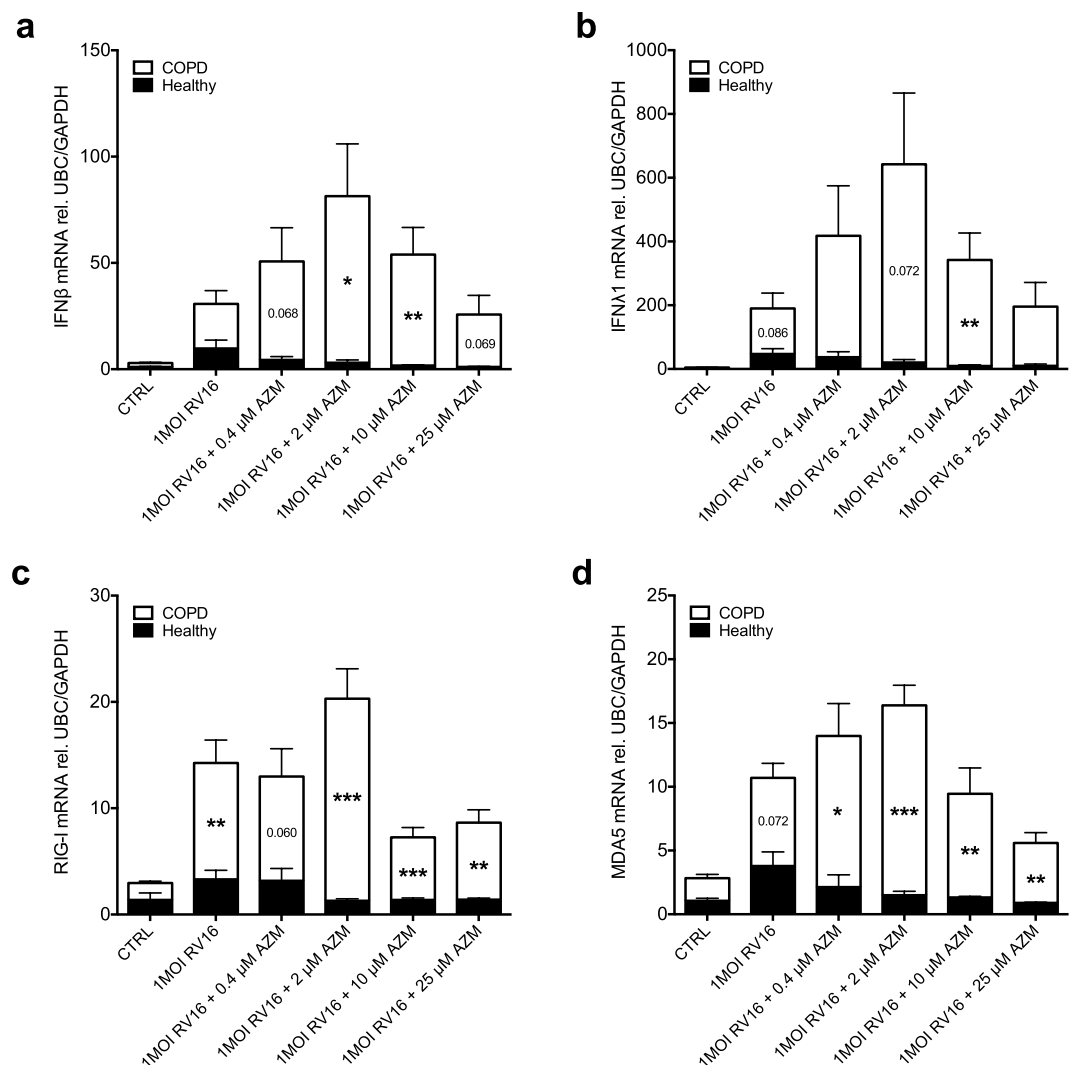 a
150
100
50
0
IFNβ mRNA rel. UBC/GAPDH
COPD
Healthy
0.068
*
**
0.069
CTRL
1MOI RV16
1MOI RV16 + 0.4 µM AZM
1MOI RV16 + 2 µM AZM
1MOI RV16 + 10 µM AZM
1MOI RV16 + 25 µM AZM
b
1000
800
600
400
200
0
IFNλ1 mRNA rel. UBC/GAPDH
COPD
Healthy
0.086
0.072
**
CTRL
1MOI RV16
1MOI RV16 + 0.4 µM AZM
1MOI RV16 + 2 µM AZM
1MOI RV16 + 10 µM AZM
1MOI RV16 + 25 µM AZM
c
30
20
10
0
RIG-I mRNA rel. UBC/GAPDH
COPD
Healthy
**
0.060
***
***
**
CTRL
1MOI RV16
1MOI RV16 + 0.4 µM AZM
1MOI RV16 + 2 µM AZM
1MOI RV16 + 10 µM AZM
1MOI RV16 + 25 µM AZM
d
25
20
15
10
5
0
MDA5 mRNA rel. UBC/GAPDH
COPD
Healthy
0.072
*
***
**
**
CTRL
1MOI RV16
1MOI RV16 + 0.4 µM AZM
1MOI RV16 + 2 µM AZM
1MOI RV16 + 10 µM AZM
1MOI RV16 + 25 µM AZM